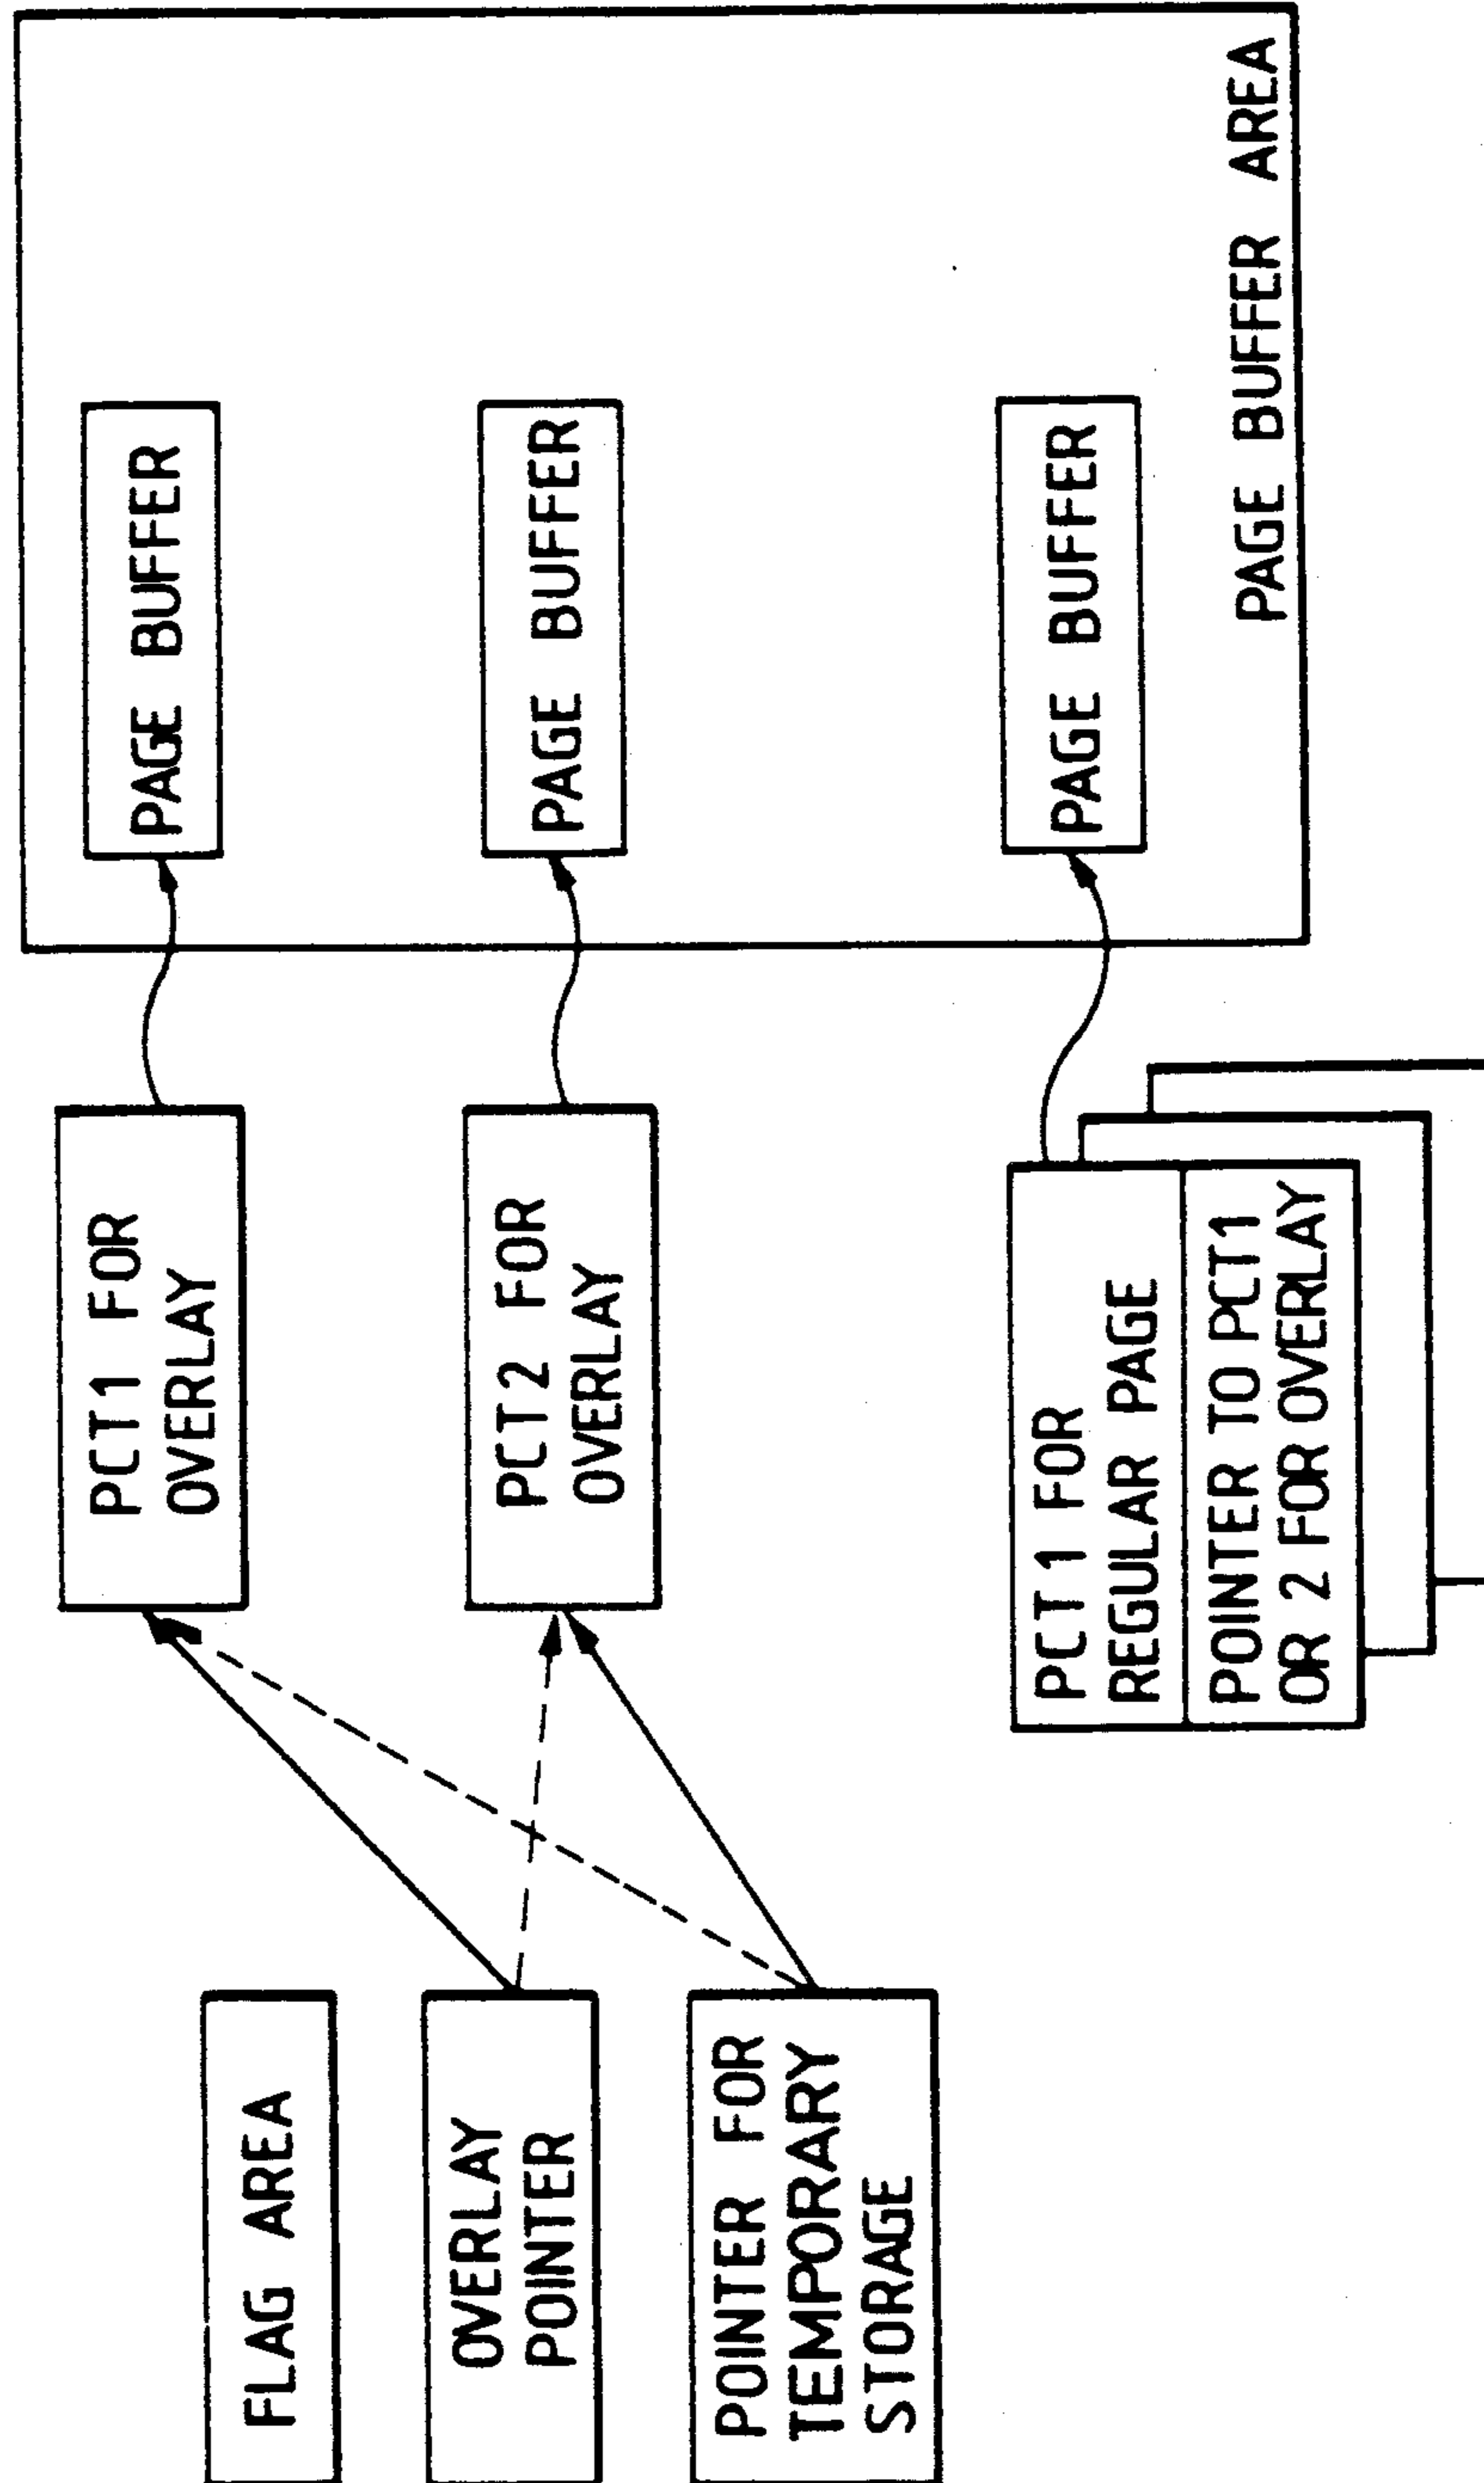 FLAG AREA
OVERLAY
POINTER
POINTER FOR
TEMPORARY
STORAGE
PCT1 FOR
OVERLAY
PCT2 FOR
OVERLAY
PCT1 FOR
REGULAR PAGE
POINTER TO PCT1
OR 2 FOR OVERLAY
PAGE BUFFER
PAGE BUFFER
PAGE BUFFER
PAGE BUFFER AREA